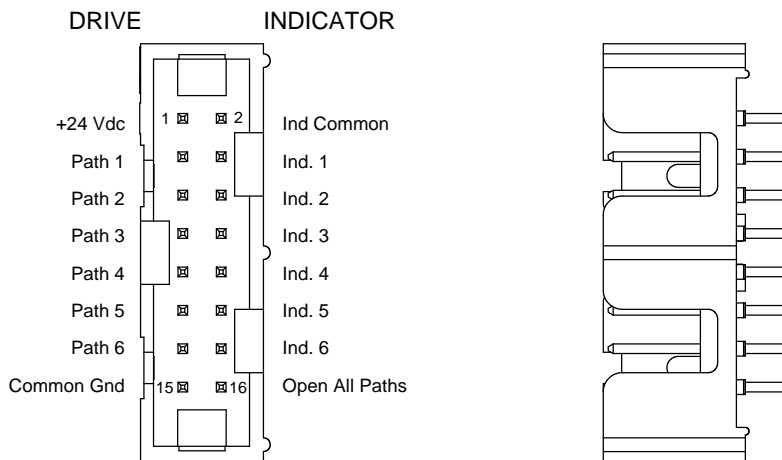 DRIVE INDICATOR
+24 Vdc 1 2 Ind Common
Path 1 Ind. 1
Path 2 Ind. 2
Path 3 Ind. 3
Path 4 Ind. 4
Path 5 Ind. 5
Path 6 Ind. 6
Common Gnd 15 16 Open All Paths